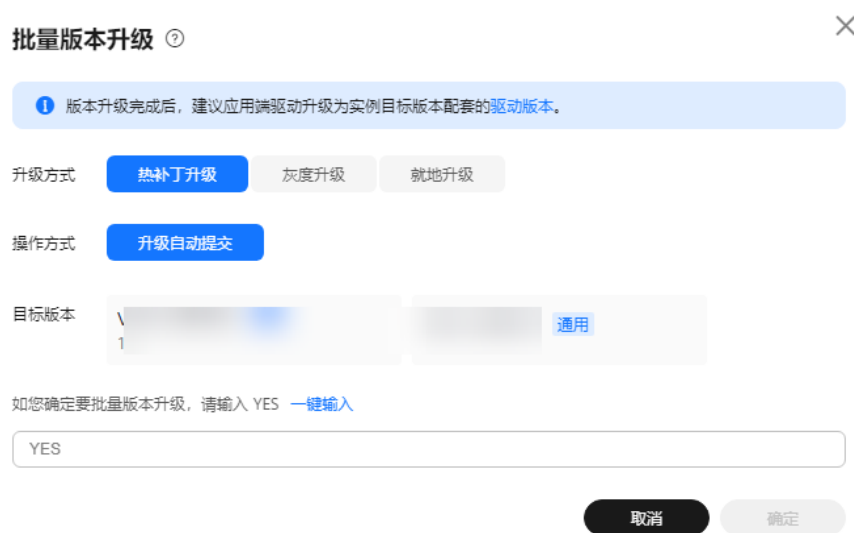 批量版本升级 ?
版本升级完成后，建议应用端驱动升级为实例目标版本配套的驱动版本。
升级方式 热补丁升级 灰度升级 就地升级
操作方式 升级自动提交
目标版本 通用
如您确定要批量版本升级，请输入 YES 一键输入
YES
取消 确定